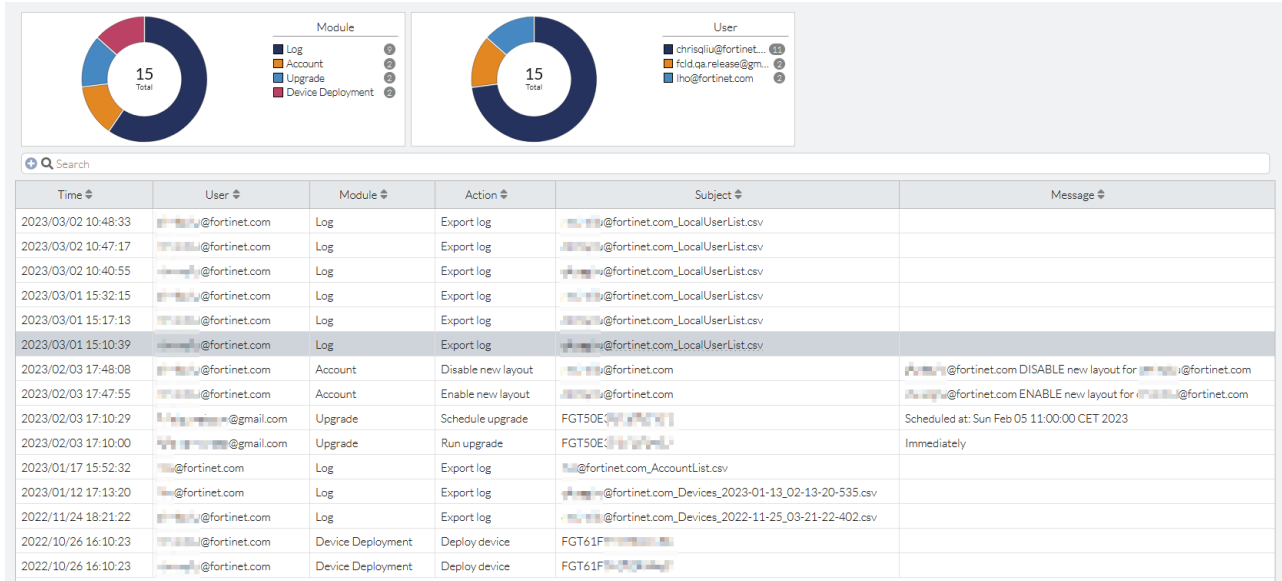 Module
Log 9
Account 2
Upgrade 2
Device Deployment 2
15
Total
User
chrisqliu@fortinet.... 11
fcld.qa.release@gm... 2
lho@fortinet.com 2
15
Total
Search
Time User Module Action Subject Message
2023/03/02 10:48:33 @fortinet.com Log Export log @fortinet.com_LocalUserList.csv
2023/03/02 10:47:17 @fortinet.com Log Export log @fortinet.com_LocalUserList.csv
2023/03/02 10:40:55 @fortinet.com Log Export log @fortinet.com_LocalUserList.csv
2023/03/01 15:32:15 @fortinet.com Log Export log @fortinet.com_LocalUserList.csv
2023/03/01 15:17:13 @fortinet.com Log Export log @fortinet.com_LocalUserList.csv
2023/03/01 15:10:39 @fortinet.com Log Export log @fortinet.com_LocalUserList.csv
2023/02/03 17:48:08 @fortinet.com Account Disable new layout @fortinet.com @fortinet.com DISABLE new layout for @fortinet.com
2023/02/03 17:47:55 @fortinet.com Account Enable new layout @fortinet.com @fortinet.com ENABLE new layout for @fortinet.com
2023/02/03 17:10:29 @gmail.com Upgrade Schedule upgrade FGT50E Scheduled at: Sun Feb 05 11:00:00 CET 2023
2023/02/03 17:10:00 @gmail.com Upgrade Run upgrade FGT50E Immediately
2023/01/17 15:52:32 @fortinet.com Log Export log @fortinet.com_AccountList.csv
2023/01/12 17:13:20 @fortinet.com Log Export log @fortinet.com_Devices_2023-01-13_02-13-20-535.csv
2022/11/24 18:21:22 @fortinet.com Log Export log @fortinet.com_Devices_2022-11-25_03-21-22-402.csv
2022/10/26 16:10:23 @fortinet.com Device Deployment Deploy device FGT61F
2022/10/26 16:10:23 @fortinet.com Device Deployment Deploy device FGT61F